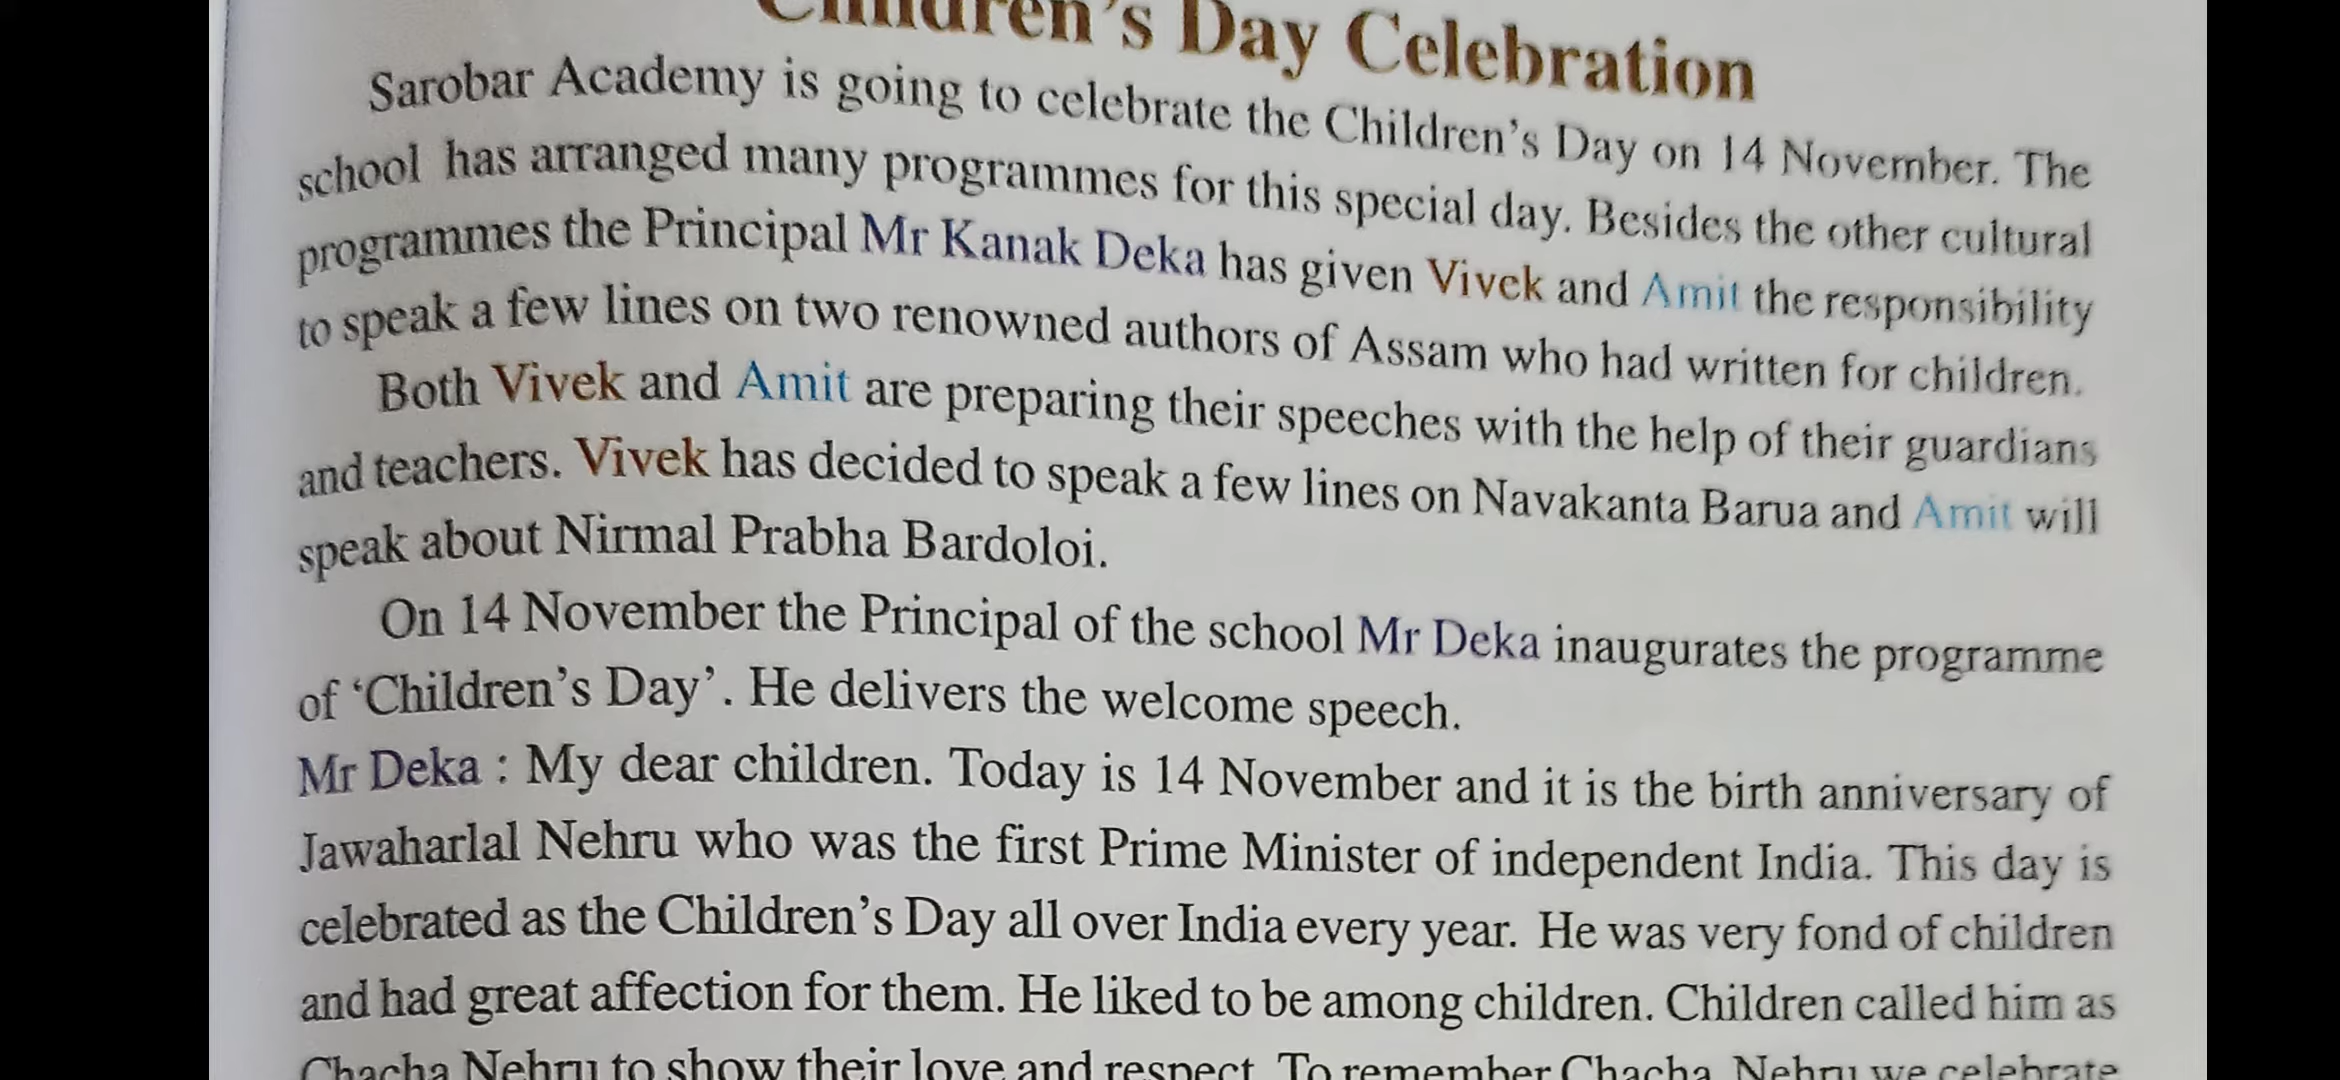 Children's Day Celebration
Sarobar Academy is going to celebrate the Children's Day on 14 November. The
school has arranged many programmes for this special day. Besides the other cultural
programmes the Principal Mr Kanak Deka has given Vivek and Amit the responsibility
to speak a few lines on two renowned authors of Assam who had written for children.
Both Vivek and Amit are preparing their speeches with the help of their guardians
and teachers. Vivek has decided to speak a few lines on Navakanta Barua and Amit will
speak about Nirmal Prabha Bardoloi.
On 14 November the Principal of the school Mr Deka inaugurates the programme
of ‘Children’s Day’. He delivers the welcome speech.
Mr Deka : My dear children. Today is 14 November and it is the birth anniversary of
Jawaharlal Nehru who was the first Prime Minister of independent India. This day is
celebrated as the Children’s Day all over India every year. He was very fond of children
and had great affection for them. He liked to be among children. Children called him as
Chacha Nehru to show their love and respect. To remember Chacha Nehru we celebrate